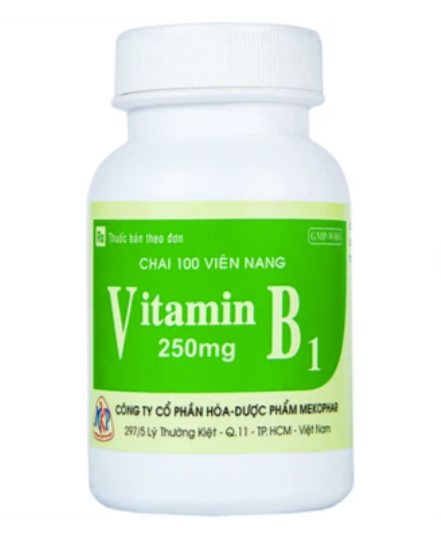 Rx Thuốc bán theo đơn
GMP-WHO
CHAI 100 VIÊN NANG
Vitamin B1
250mg
CÔNG TY CỔ PHẦN HÓA-DƯỢC PHẨM MEKOPHAR
297/5 Lý Thường Kiệt - Q.11 - TP.HCM - Việt Nam